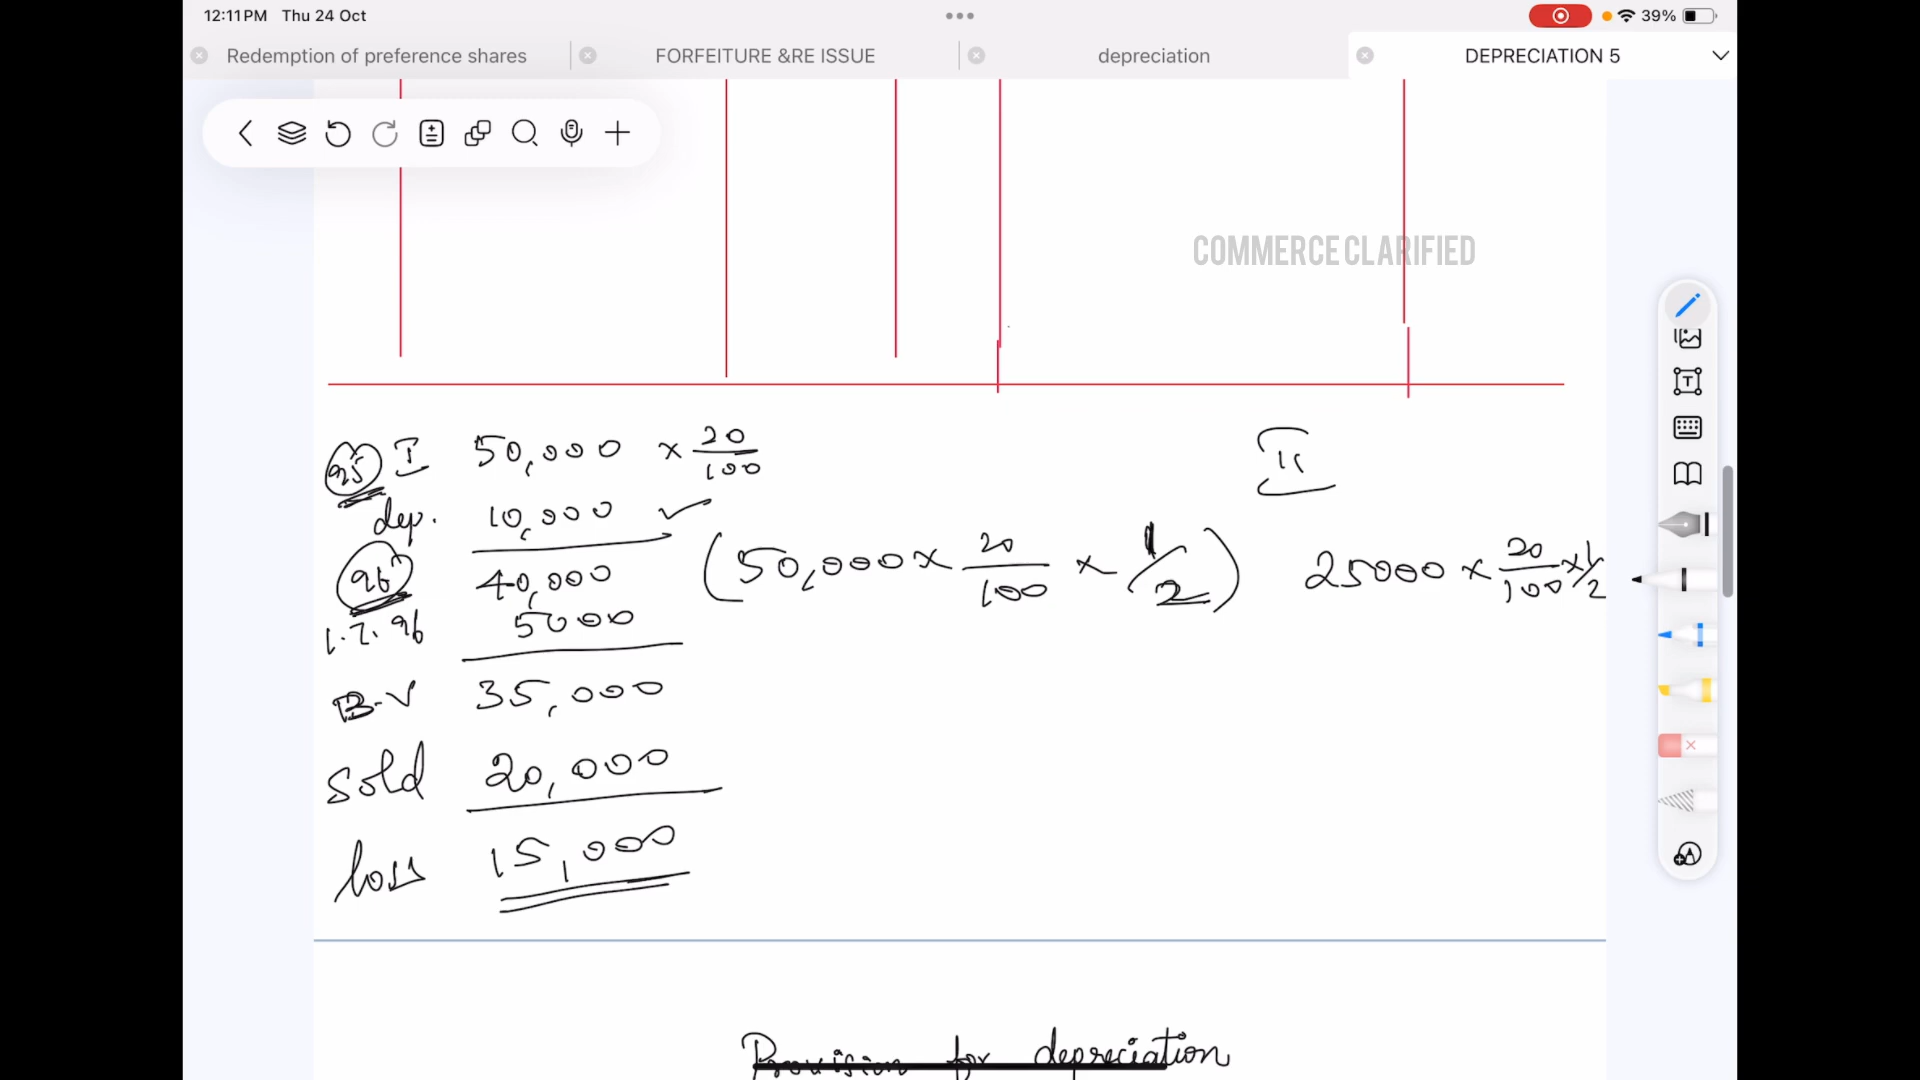 12:11 PM Thu 24 Oct
39%
Redemption of preference shares
FORFEITURE &RE ISSUE
depreciation
DEPRECIATION 5
COMMERCE CLARIFIED
95 I 50,000 x 20/100
II
dep. 10,000 ✓
96 40,000 (50,000 x 20/100 x 1/2) 25000 x 20/100 x 1/2
1.7.96 5000
B.V 35,000
Sold 20,000
loss 15,000
Provision for depreciation